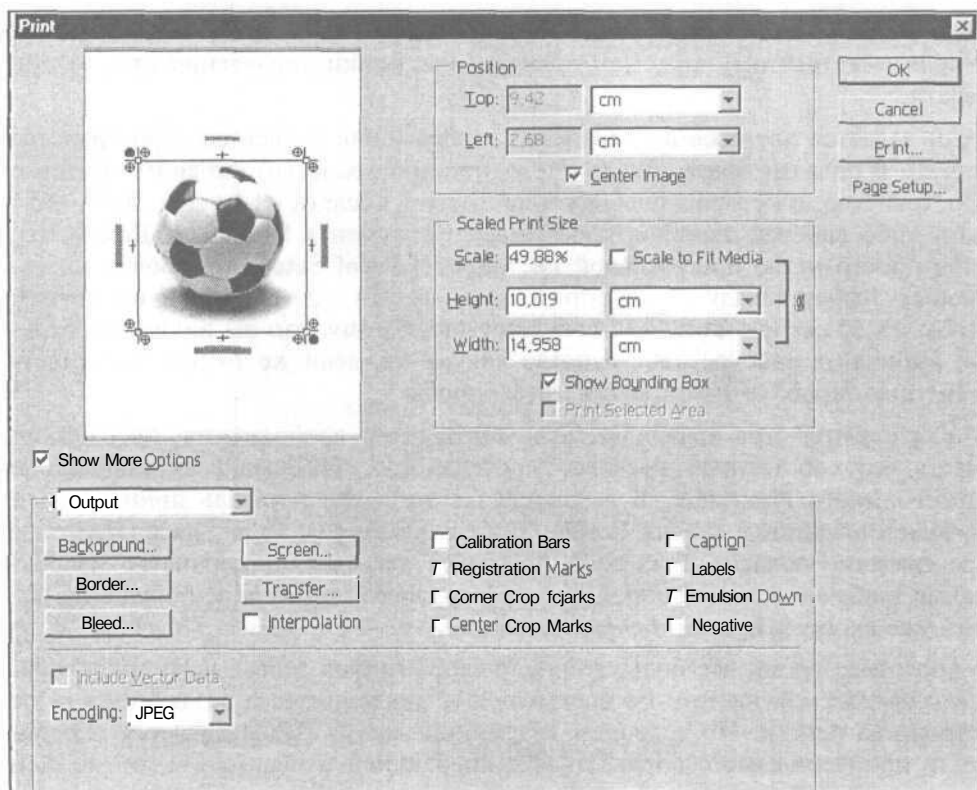 Print
Position
Top: 9,42 cm
Left: 5,68 cm
Center Image
OK
Cancel
Print...
Page Setup...
Scaled Print Size
Scale: 49,88% Scale to Fit Media
Height: 10,019 cm
Width: 14,958 cm
Show Bounding Box
Print Selected Area
Show More Options
1 Output
Background...
Border...
Bleed...
Screen...
Transfer...
Interpolation
Calibration Bars
T Registration Marks
Г Corner Crop fcjarks
Г Center Crop Marks
Г Caption
Г Labels
T Emulsion Down
Г Negative
Include Vector Data
Encoding: JPEG